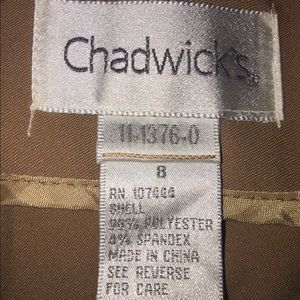 Chadwick's®
11-1376-0
8
RN 107444
SHELL
96% POLYESTER
4% SPANDEX
MADE IN CHINA
SEE REVERSE
FOR CARE